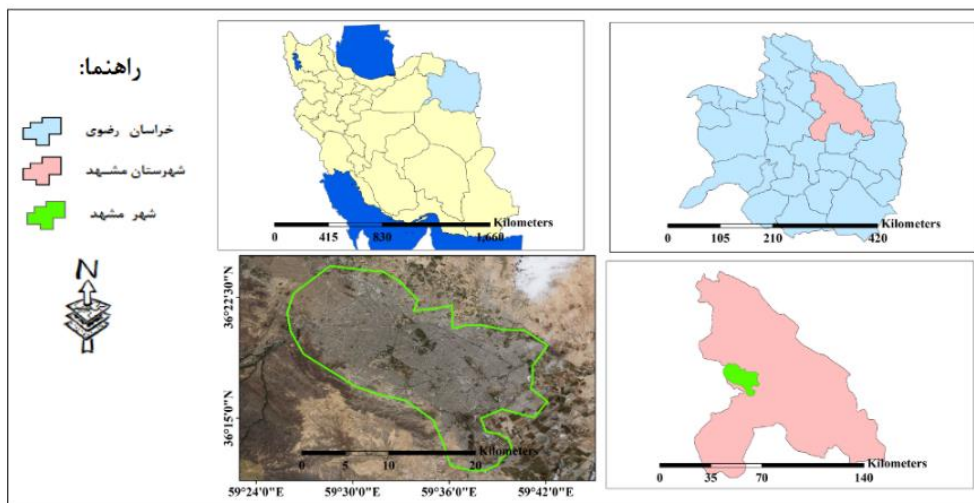 راهنما:
خراسان رضوی
شهرستان مشهد
شهر مشهد
N
Kilometers
0 415 830 1,660
Kilometers
0 105 210 420
36°22'30"N
36°15'0"N
Kilometers
0 5 10 20
59°24'0"E 59°30'0"E 59°36'0"E 59°42'0"E
Kilometers
0 35 70 140